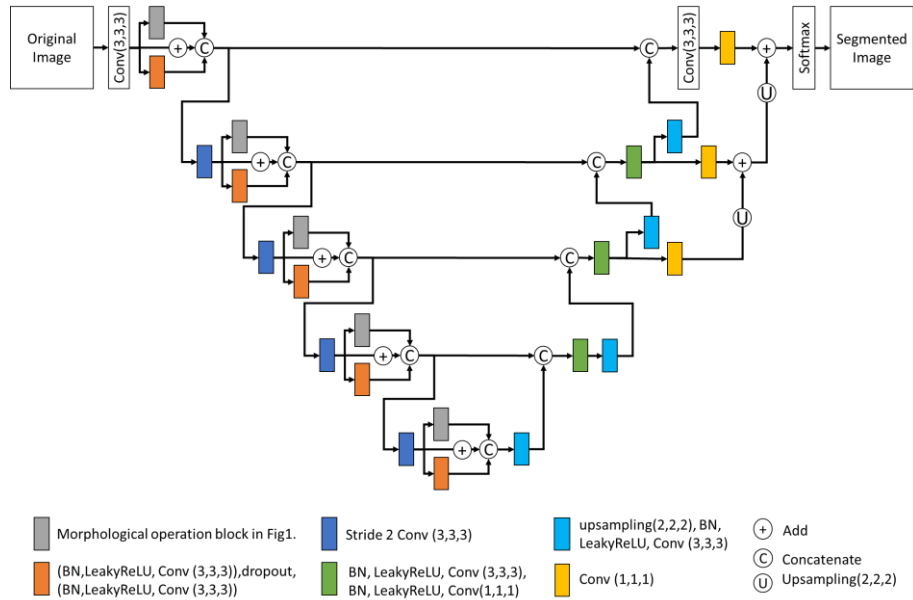 Original
Image
Conv(3,3,3)
+
C
C
Conv(3,3,3)
+
Softmax
Segmented
Image
U
+
C
C
+
U
+
C
C
+
C
C
+
C
Morphological operation block in Fig1.
Stride 2 Conv (3,3,3)
upsampling(2,2,2), BN,
LeakyReLU, Conv (3,3,3)
+ Add
(BN,LeakyReLU, Conv (3,3,3)),dropout,
(BN,LeakyReLU, Conv (3,3,3))
BN, LeakyReLU, Conv (3,3,3),
BN, LeakyReLU, Conv(1,1,1)
Conv (1,1,1)
C Concatenate
U Upsampling(2,2,2)